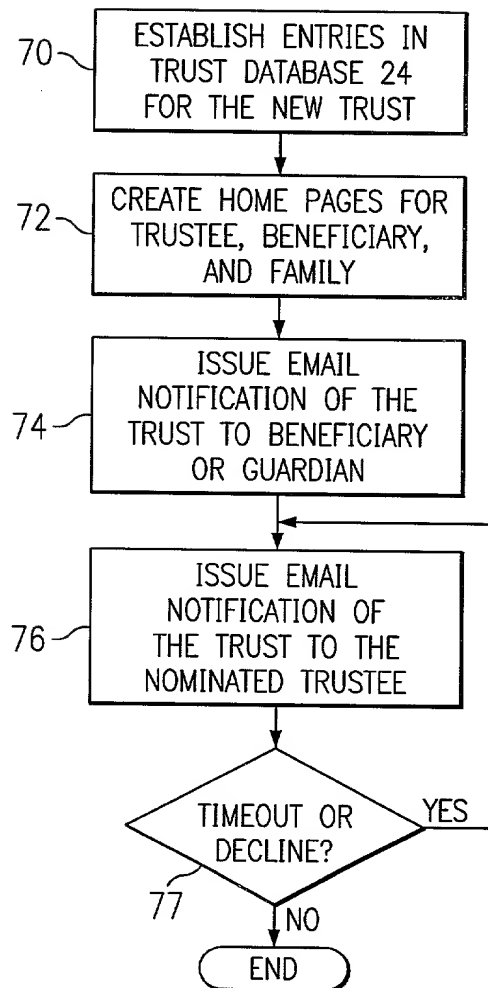 70
ESTABLISH ENTRIES IN
TRUST DATABASE 24
FOR THE NEW TRUST
72
CREATE HOME PAGES FOR
TRUSTEE, BENEFICIARY,
AND FAMILY
74
ISSUE EMAIL
NOTIFICATION OF THE
TRUST TO BENEFICIARY
OR GUARDIAN
76
ISSUE EMAIL
NOTIFICATION OF
THE TRUST TO THE
NOMINATED TRUSTEE
TIMEOUT OR
DECLINE?
YES
77
NO
END